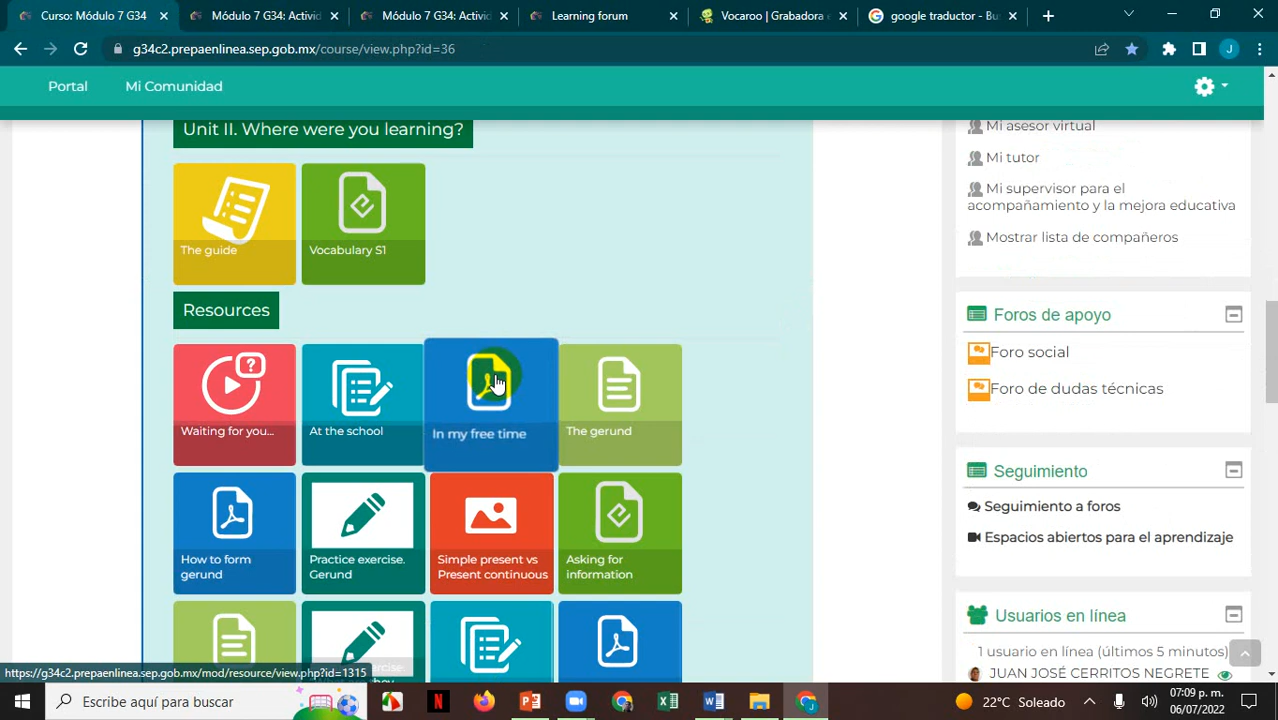 Curso: Módulo 7 G34
Módulo 7 G34: Activid
Módulo 7 G34: Activid
Learning forum
Vocaroo | Grabadora
google traductor - Bu
g34c2.prepaenlinea.sep.gob.mx/course/view.php?id=36
J
Portal
Mi Comunidad
Unit II. Where were you learning?
The guide
Vocabulary S1
Resources
Waiting for you...
At the school
In my free time
The gerund
How to form
gerund
Practice exercise.
Gerund
Simple present vs
Present continuous
Asking for
information
Mi asesor virtual
Mi tutor
Mi supervisor para el
acompañamiento y la mejora educativa
Mostrar lista de compañeros
Foros de apoyo
Foro social
Foro de dudas técnicas
Seguimiento
Seguimiento a foros
Espacios abiertos para el aprendizaje
Usuarios en línea
1 usuario en línea (últimos 5 minutos)
JUAN JOSÉ CERRITOS NEGRETE
https://g34c2.prepaenlinea.sep.gob.mx/mod/resource/view.php?id=1315
Escribe aquí para buscar
22°C Soleado
07:09 p. m.
06/07/2022